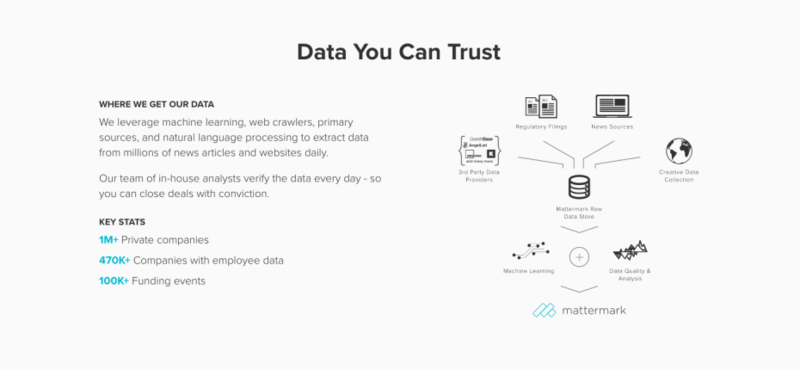 Data You Can Trust
WHERE WE GET OUR DATA
We leverage machine learning, web crawlers, primary
sources, and natural language processing to extract data
from millions of news articles and websites daily.
Our team of in-house analysts verify the data every day - so
you can close deals with conviction.
KEY STATS
1M+ Private companies
470K+ Companies with employee data
100K+ Funding events
Regulatory Filings
News Sources
CrunchBase
AngelList
and many more
3rd Party Data
Providers
Creative Data
Collection
Mattermark Raw
Data Store
Machine Learning
Data Quality &
Analysis
mattermark